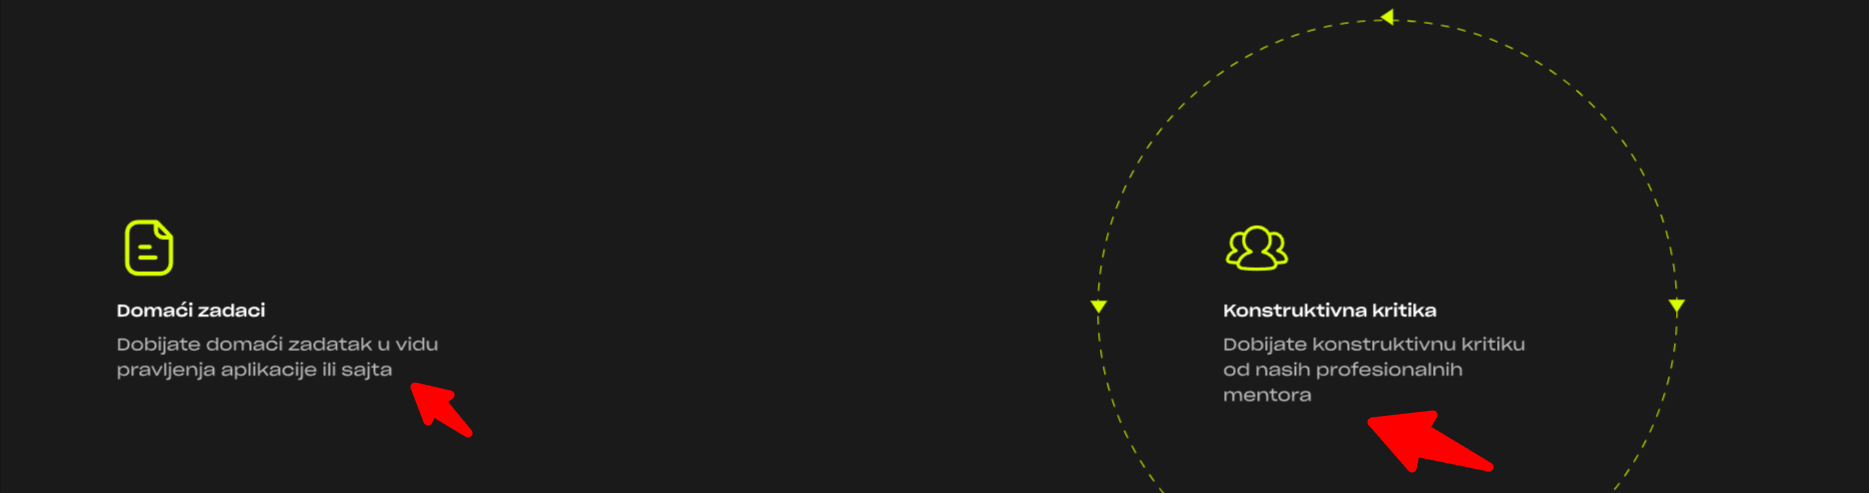 Domaći zadaci
Dobijate domaći zadatak u vidu
pravljenja aplikacije ili sajta
Konstruktivna kritika
Dobijate konstruktivnu kritiku
od nasih profesionalnih
mentora